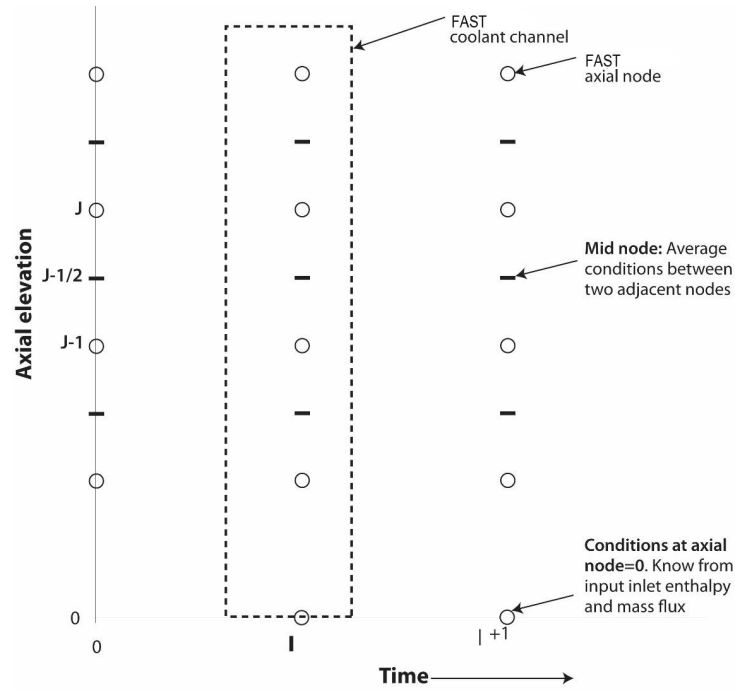 FAST
coolant channel
FAST
axial node
J
J-1/2
J-1
Axial elevation
Mid node: Average
conditions between
two adjacent nodes
Conditions at axial
node=0. Know from
input inlet enthalpy
and mass flux
0
0
I
I +1
Time